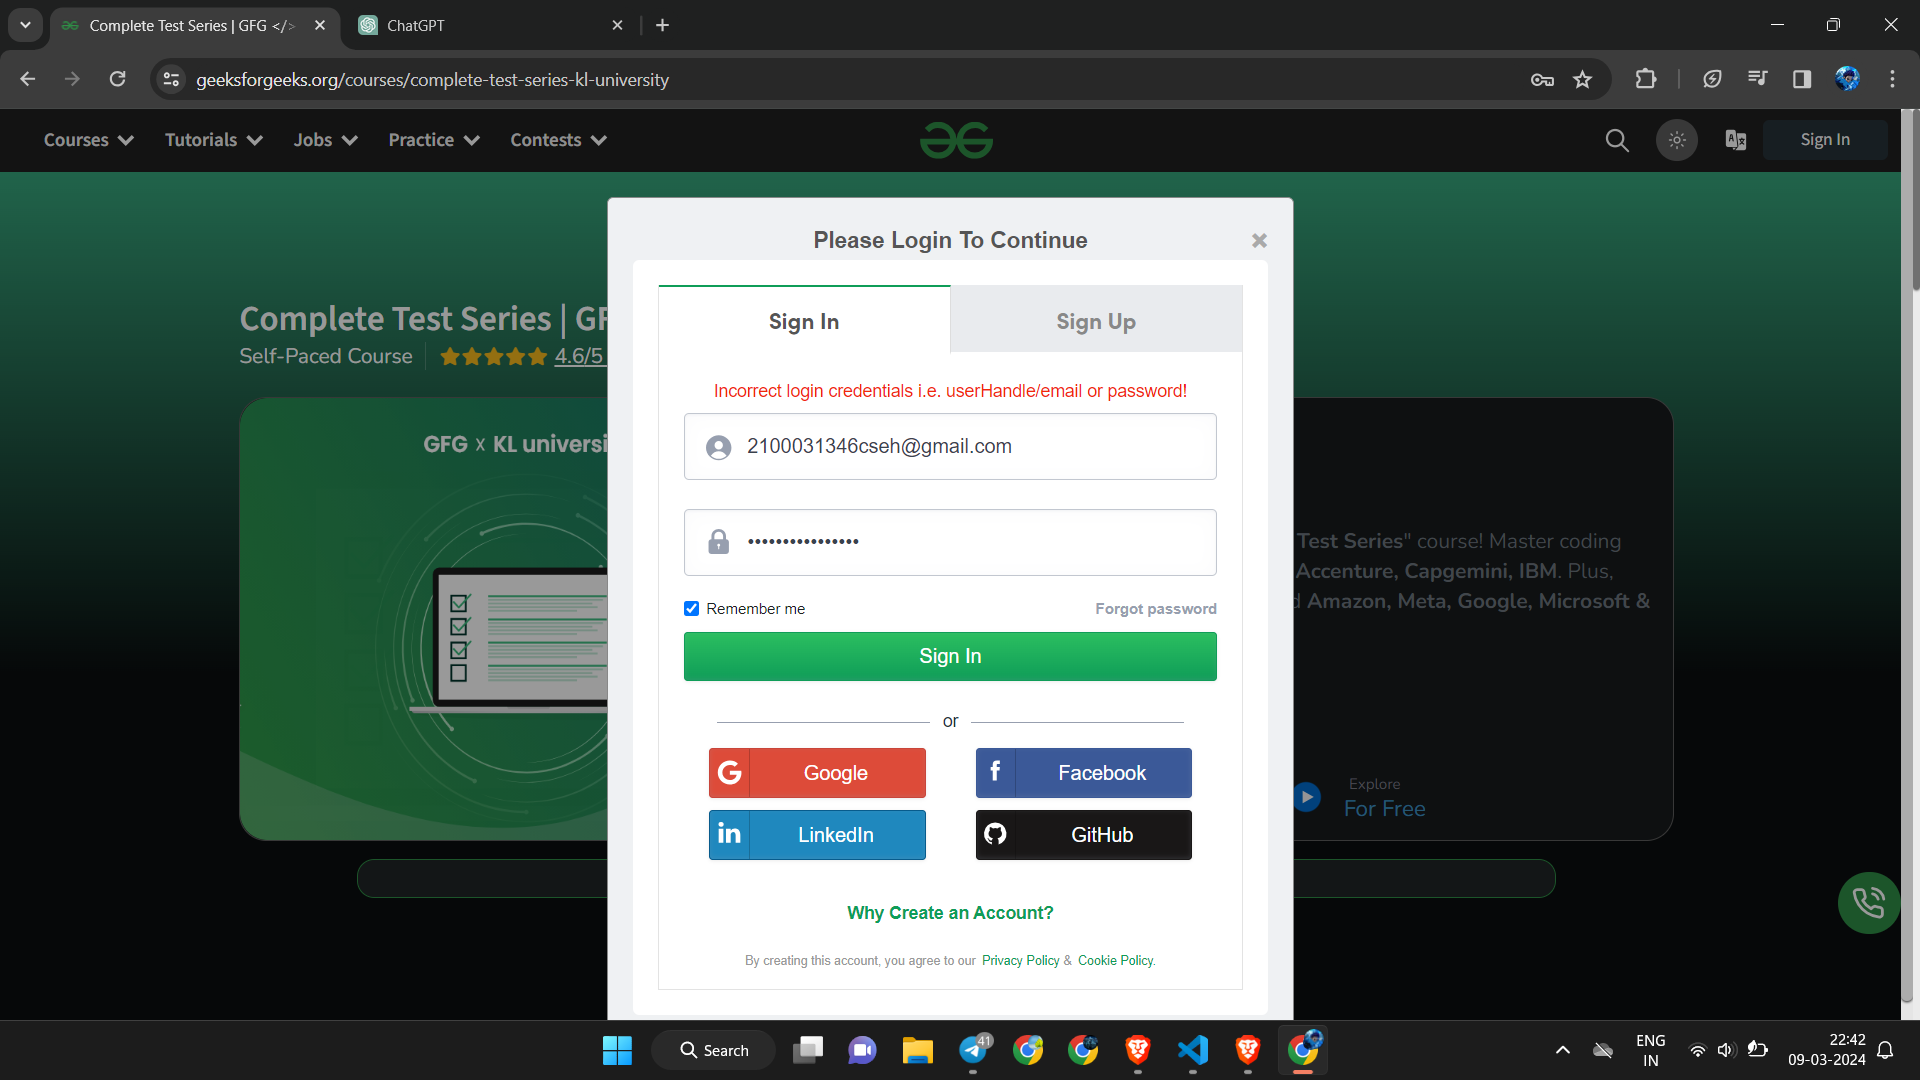 Complete Test Series | GFG </>
ChatGPT
geeksforgeeks.org/courses/complete-test-series-kl-university
Courses
Tutorials
Jobs
Practice
Contests
Sign In
Please Login To Continue
Sign In
Sign Up
Incorrect login credentials i.e. userHandle/email or password!
2100031346cseh@gmail.com
••••••••••••••••
Remember me
Forgot password
Sign In
or
Google
Facebook
LinkedIn
GitHub
Why Create an Account?
By creating this account, you agree to our Privacy Policy & Cookie Policy.
Complete Test Series | GF
Self-Paced Course
4.6/5
GFG x KL universi
Test Series" course! Master coding
Accenture, Capgemini, IBM. Plus,
d Amazon, Meta, Google, Microsoft &
Explore
For Free
Search
41
ENG
IN
22:42
09-03-2024